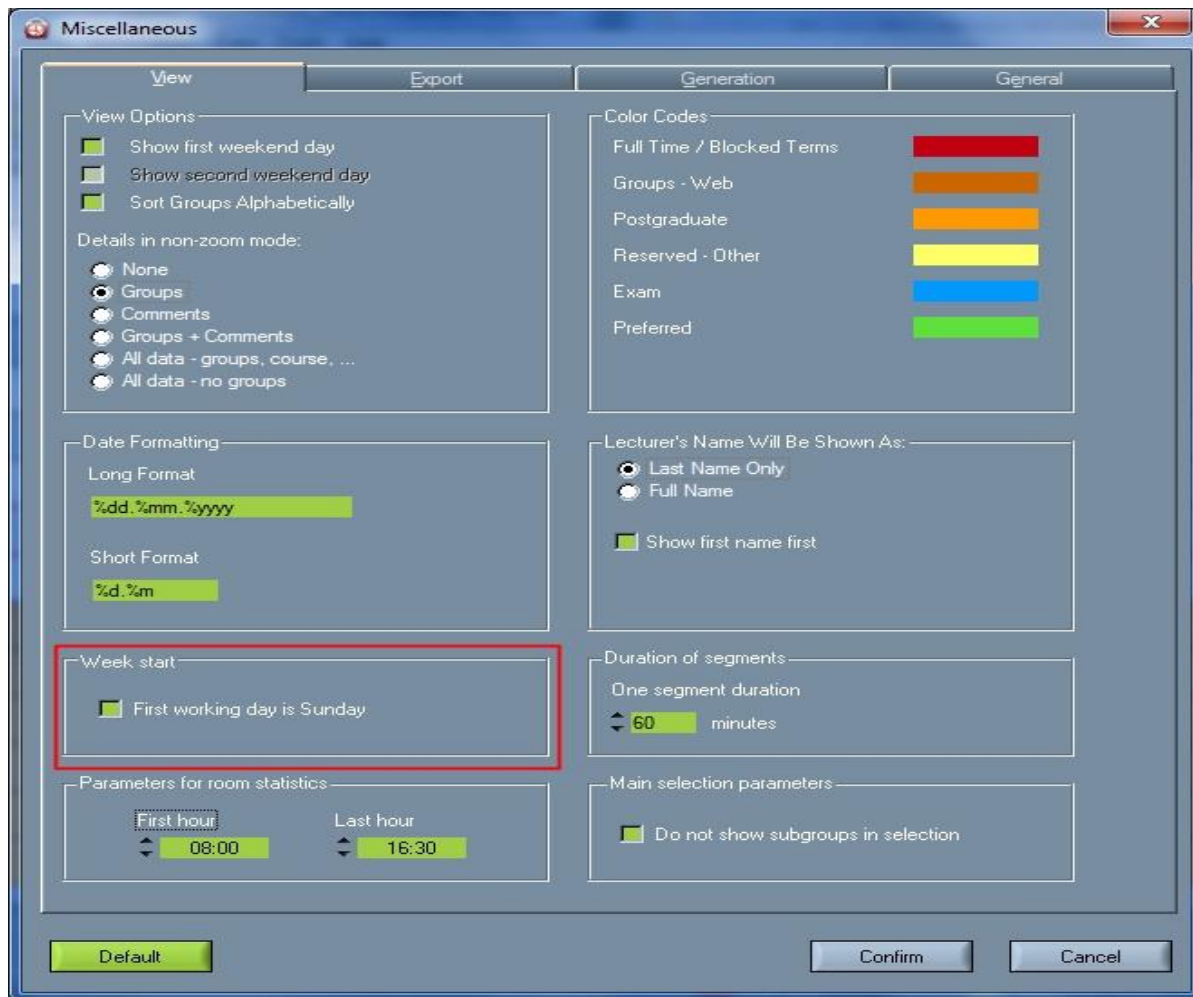 Miscellaneous
View
Export
Generation
General
View Options
Show first weekend day
Show second weekend day
Sort Groups Alphabetically
Details in non-zoom mode:
None
Groups
Comments
Groups + Comments
All data - groups, course, ...
All data - no groups
Color Codes
Full Time / Blocked Terms
Groups - Web
Postgraduate
Reserved - Other
Exam
Preferred
Date Formatting
Long Format
%dd.%mm.%yyyy
Short Format
%d.%m
Lecturer's Name Will Be Shown As:
Last Name Only
Full Name
Show first name first
Week start
First working day is Sunday
Duration of segments
One segment duration
60 minutes
Parameters for room statistics
First hour
Last hour
08:00
16:30
Main selection parameters
Do not show subgroups in selection
Default
Confirm
Cancel